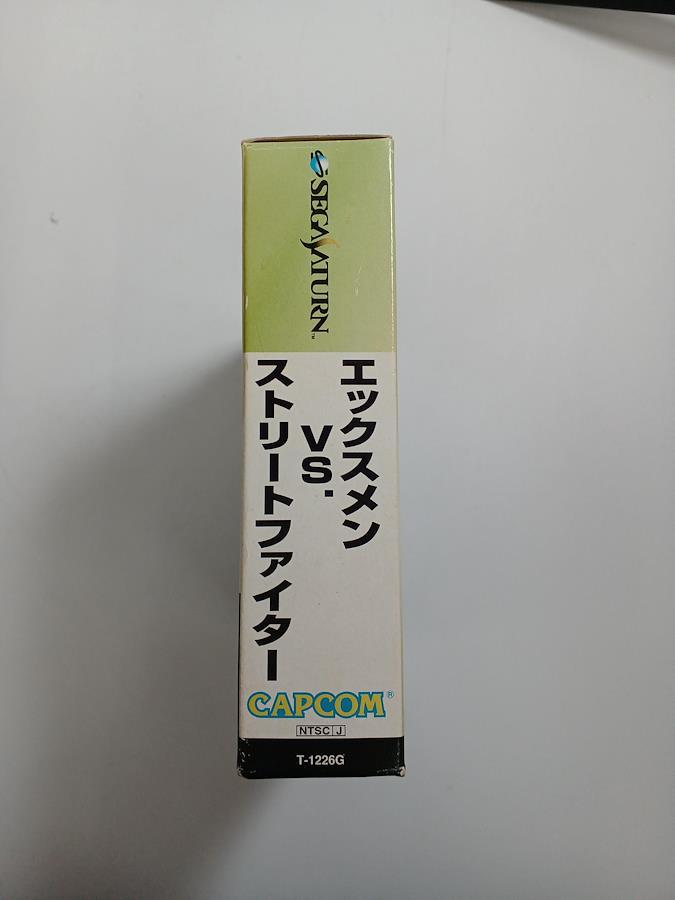 SEGA SATURN™
エックスメン
VS.
ストリートファイター
CAPCOM®
NTSC J
T-1226G